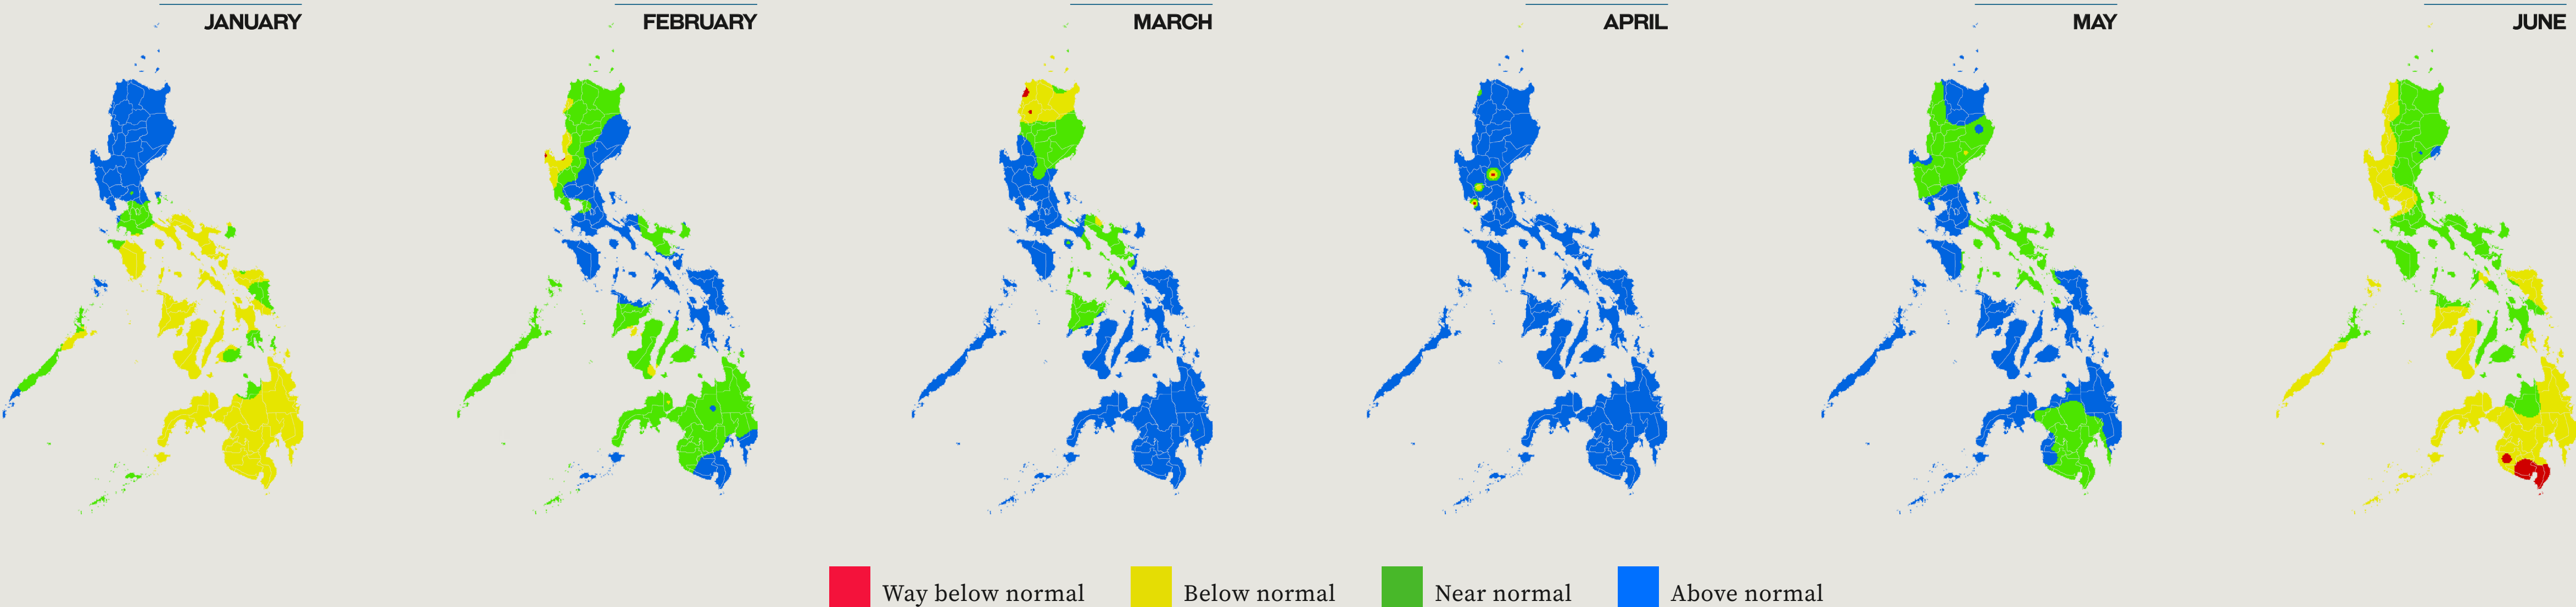 JANUARY
FEBRUARY
MARCH
APRIL
MAY
JUNE
Way below normal
Below normal
Near normal
Above normal